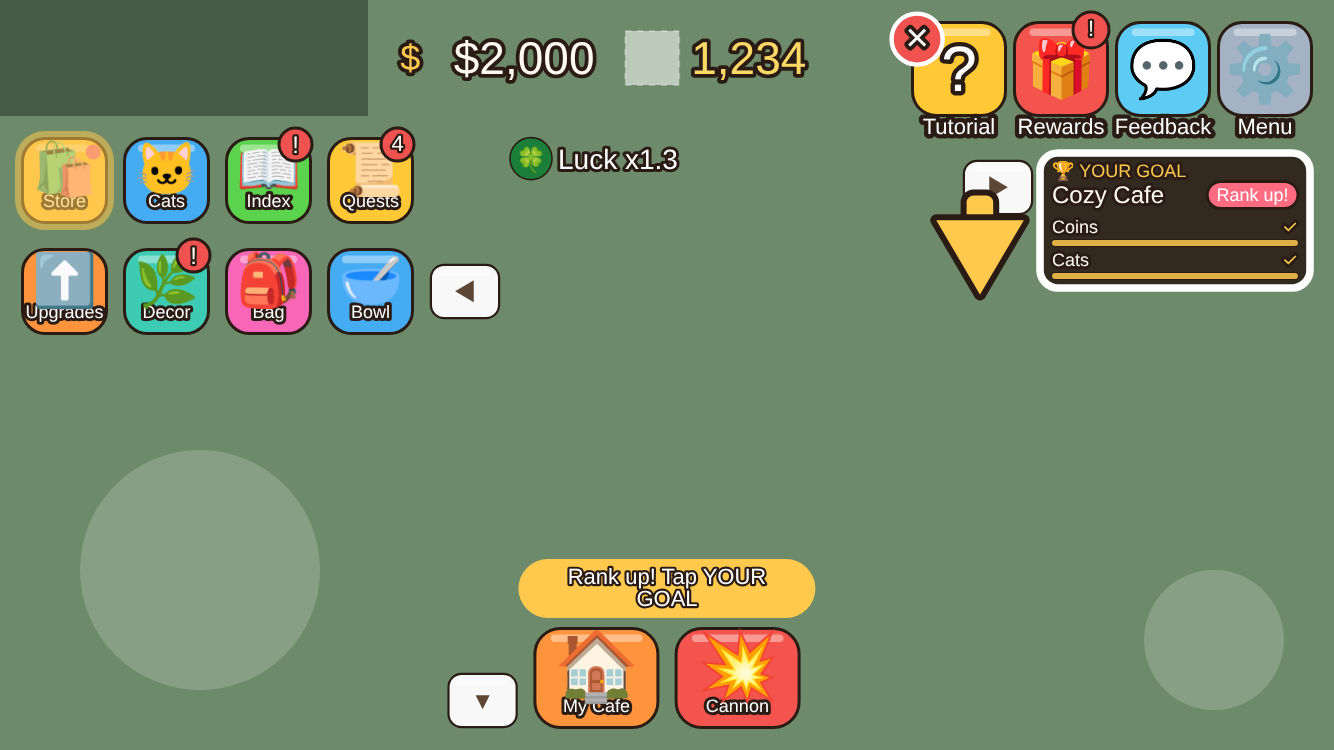 $ $2,000 1,234
?
!
Tutorial Rewards Feedback Menu
! 4
Store Cats Index Quests
Luck x1.3
🏆 YOUR GOAL
Cozy Cafe Rank up!
Coins ✓
Cats ✓
!
Upgrades Decor Bag Bowl
Rank up! Tap YOUR
GOAL
My Cafe Cannon